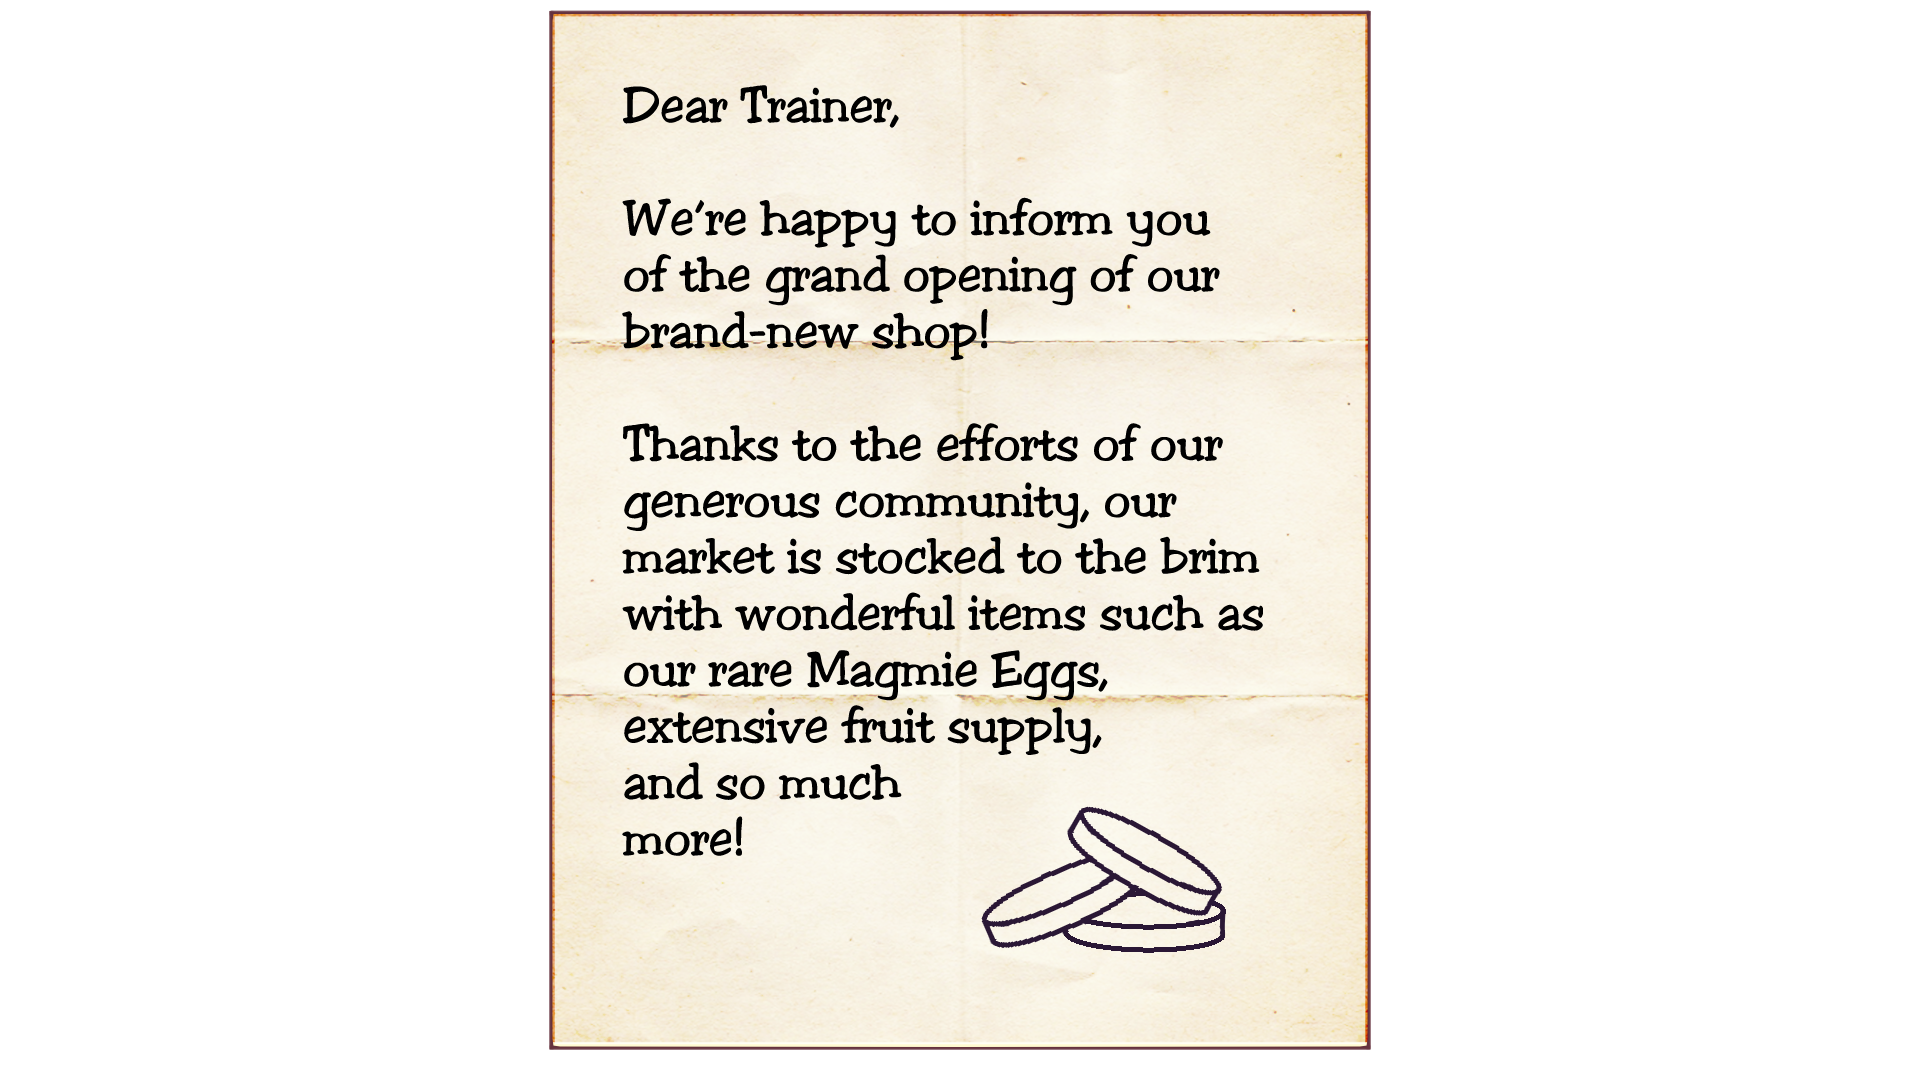 Dear Trainer,
We're happy to inform you
of the grand opening of our
brand-new shop!
Thanks to the efforts of our
generous community, our
market is stocked to the brim
with wonderful items such as
our rare Magmie Eggs,
extensive fruit supply,
and so much
more!